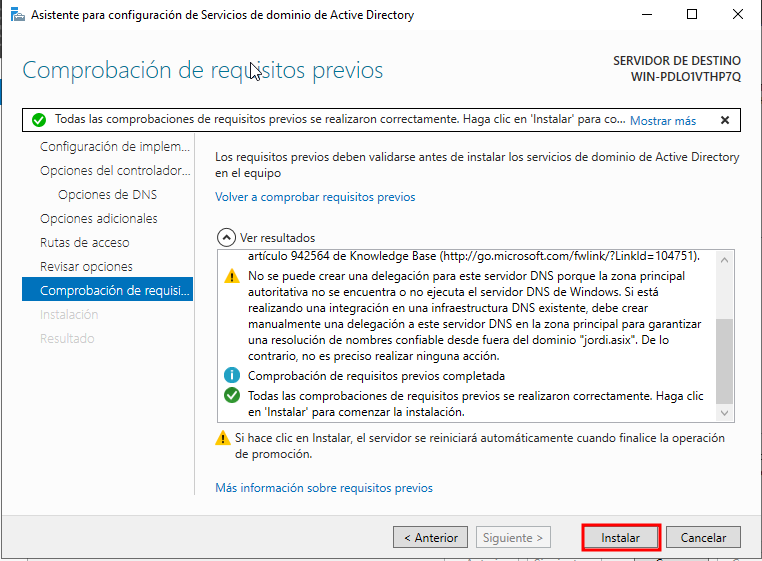 Asistente para configuración de Servicios de dominio de Active Directory
Comprobación de requisitos previos
SERVIDOR DE DESTINO
WIN-PDLO1VTHP7Q
Todas las comprobaciones de requisitos previos se realizaron correctamente. Haga clic en 'Instalar' para co... Mostrar más
Configuración de implem...
Opciones del controlador...
Opciones de DNS
Opciones adicionales
Rutas de acceso
Revisar opciones
Comprobación de requisi...
Instalación
Resultado
Los requisitos previos deben validarse antes de instalar los servicios de dominio de Active Directory
en el equipo
Volver a comprobar requisitos previos
Ver resultados
artículo 942564 de Knowledge Base (http://go.microsoft.com/fwlink/?LinkId=104751).
No se puede crear una delegación para este servidor DNS porque la zona principal
autoritativa no se encuentra o no ejecuta el servidor DNS de Windows. Si está
realizando una integración en una infraestructura DNS existente, debe crear
manualmente una delegación a este servidor DNS en la zona principal para garantizar
una resolución de nombres confiable desde fuera del dominio "jordi.asix". De lo
contrario, no es preciso realizar ninguna acción.
Comprobación de requisitos previos completada
Todas las comprobaciones de requisitos previos se realizaron correctamente. Haga clic
en 'Instalar' para comenzar la instalación.
Si hace clic en Instalar, el servidor se reiniciará automáticamente cuando finalice la operación
de promoción.
Más información sobre requisitos previos
< Anterior
Siguiente >
Instalar
Cancelar